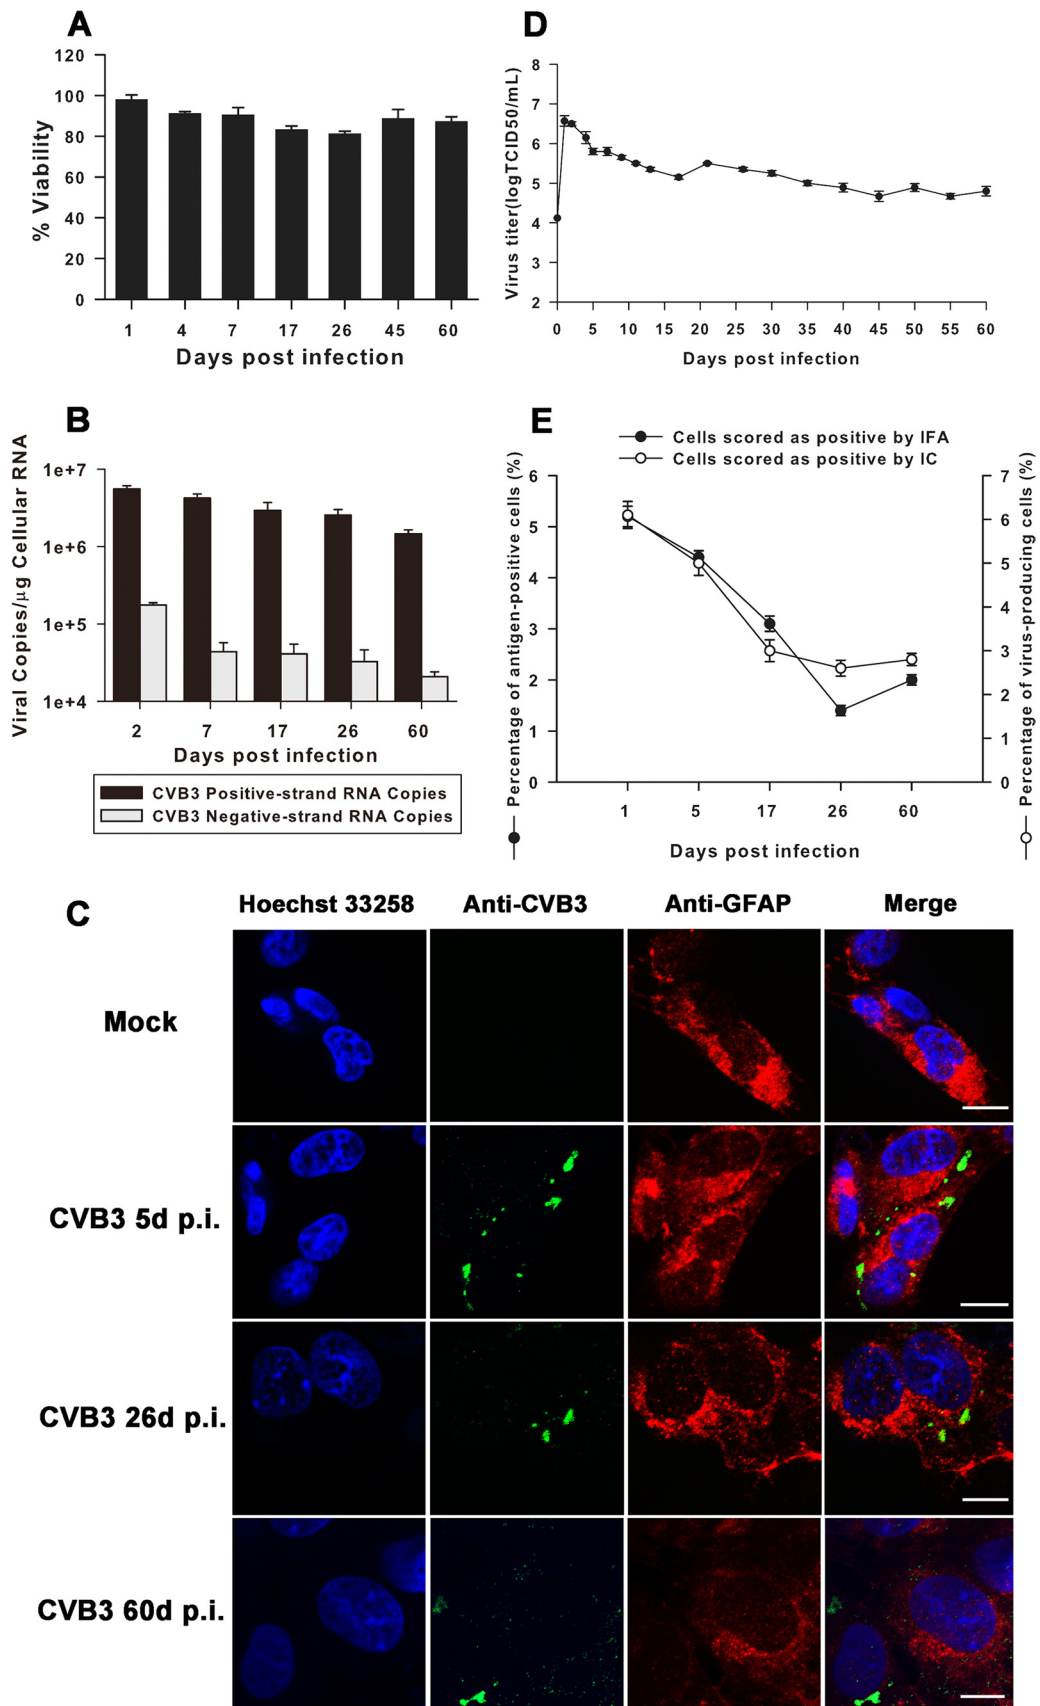 A
120
100
80
60
40
20
0
% Viability
1 4 7 17 26 45 60
Days post infection
D
8
7
6
5
4
3
2
Virus titer(logTCID50/mL)
0 5 10 15 20 25 30 35 40 45 50 55 60
Days post infection
B
1e+7
1e+6
1e+5
1e+4
Viral Copies/μg Cellular RNA
2 7 17 26 60
Days post infection
CVB3 Positive-strand RNA Copies
CVB3 Negative-strand RNA Copies
E
Cells scored as positive by IFA
Cells scored as positive by IC
6
5
4
3
2
1
0
Percentage of antigen-positive cells (%)
7
6
5
4
3
2
1
0
Percentage of virus-producing cells (%)
1 5 17 26 60
Days post infection
C
Hoechst 33258 Anti-CVB3 Anti-GFAP Merge
Mock
CVB3 5d p.i.
CVB3 26d p.i.
CVB3 60d p.i.